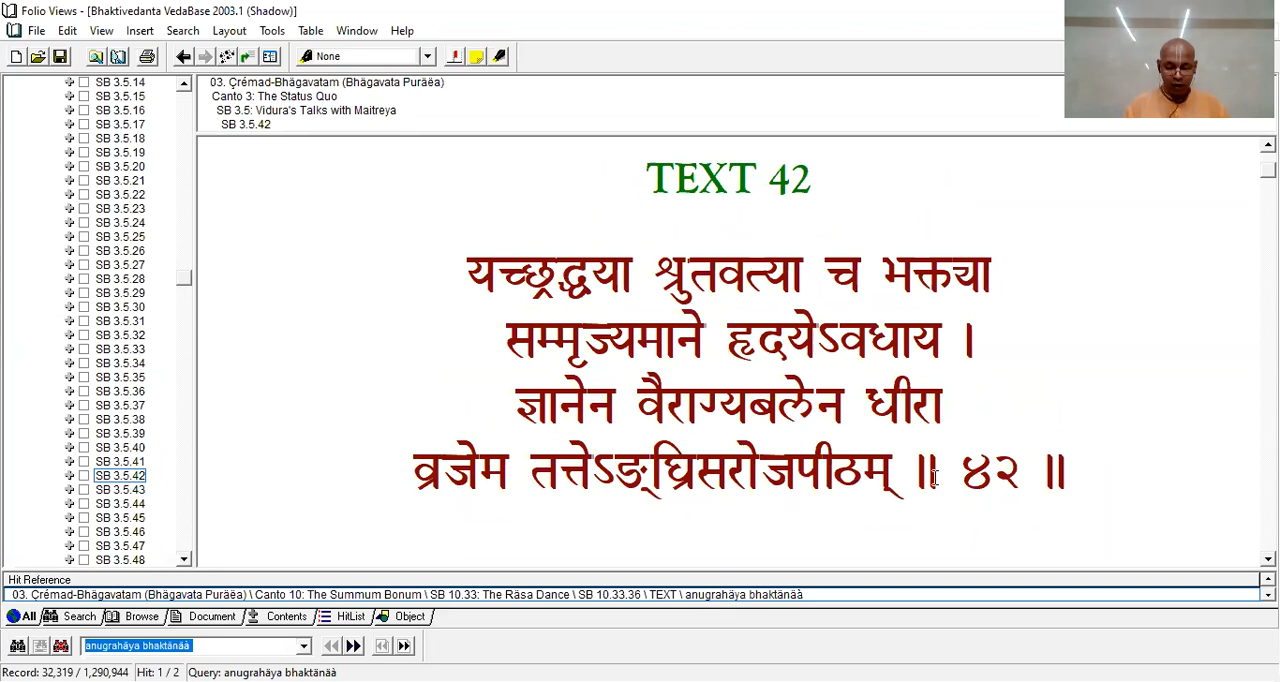 Folio Views - [Bhaktivedanta VedaBase 2003.1 (Shadow)]
File Edit View Insert Search Layout Tools Table Window Help
None
SB 3.5.14
SB 3.5.15
SB 3.5.16
SB 3.5.17
SB 3.5.18
SB 3.5.19
SB 3.5.20
SB 3.5.21
SB 3.5.22
SB 3.5.23
SB 3.5.24
SB 3.5.25
SB 3.5.26
SB 3.5.27
SB 3.5.28
SB 3.5.29
SB 3.5.30
SB 3.5.31
SB 3.5.32
SB 3.5.33
SB 3.5.34
SB 3.5.35
SB 3.5.36
SB 3.5.37
SB 3.5.38
SB 3.5.39
SB 3.5.40
SB 3.5.41
SB 3.5.42
SB 3.5.43
SB 3.5.44
SB 3.5.45
SB 3.5.46
SB 3.5.47
SB 3.5.48
03. Çrémad-Bhägavatam (Bhägavata Puräëa)
Canto 3: The Status Quo
SB 3.5: Vidura's Talks with Maitreya
SB 3.5.42
TEXT 42
यच्छ्रद्धया श्रुतवत्या च भक्त्या
सम्मृज्यमाने हृदयेऽवधाय ।
ज्ञानेन वैराग्यबलेन धीरा
व्रजेम तत्तेऽङ्घ्रिसरोजपीठम् ॥ ४२ ॥
Hit Reference
03. Çrémad-Bhägavatam (Bhägavata Puräëa) \ Canto 10: The Summum Bonum \ SB 10.33: The Räsa Dance \ SB 10.33.36 \ TEXT \ anugrahäya bhaktänäà
All Search Browse Document Contents HitList Object
anugrahäya bhaktänäà
Record: 32,319 / 1,290,944 Hit: 1 / 2 Query: anugrahäya bhaktänäà